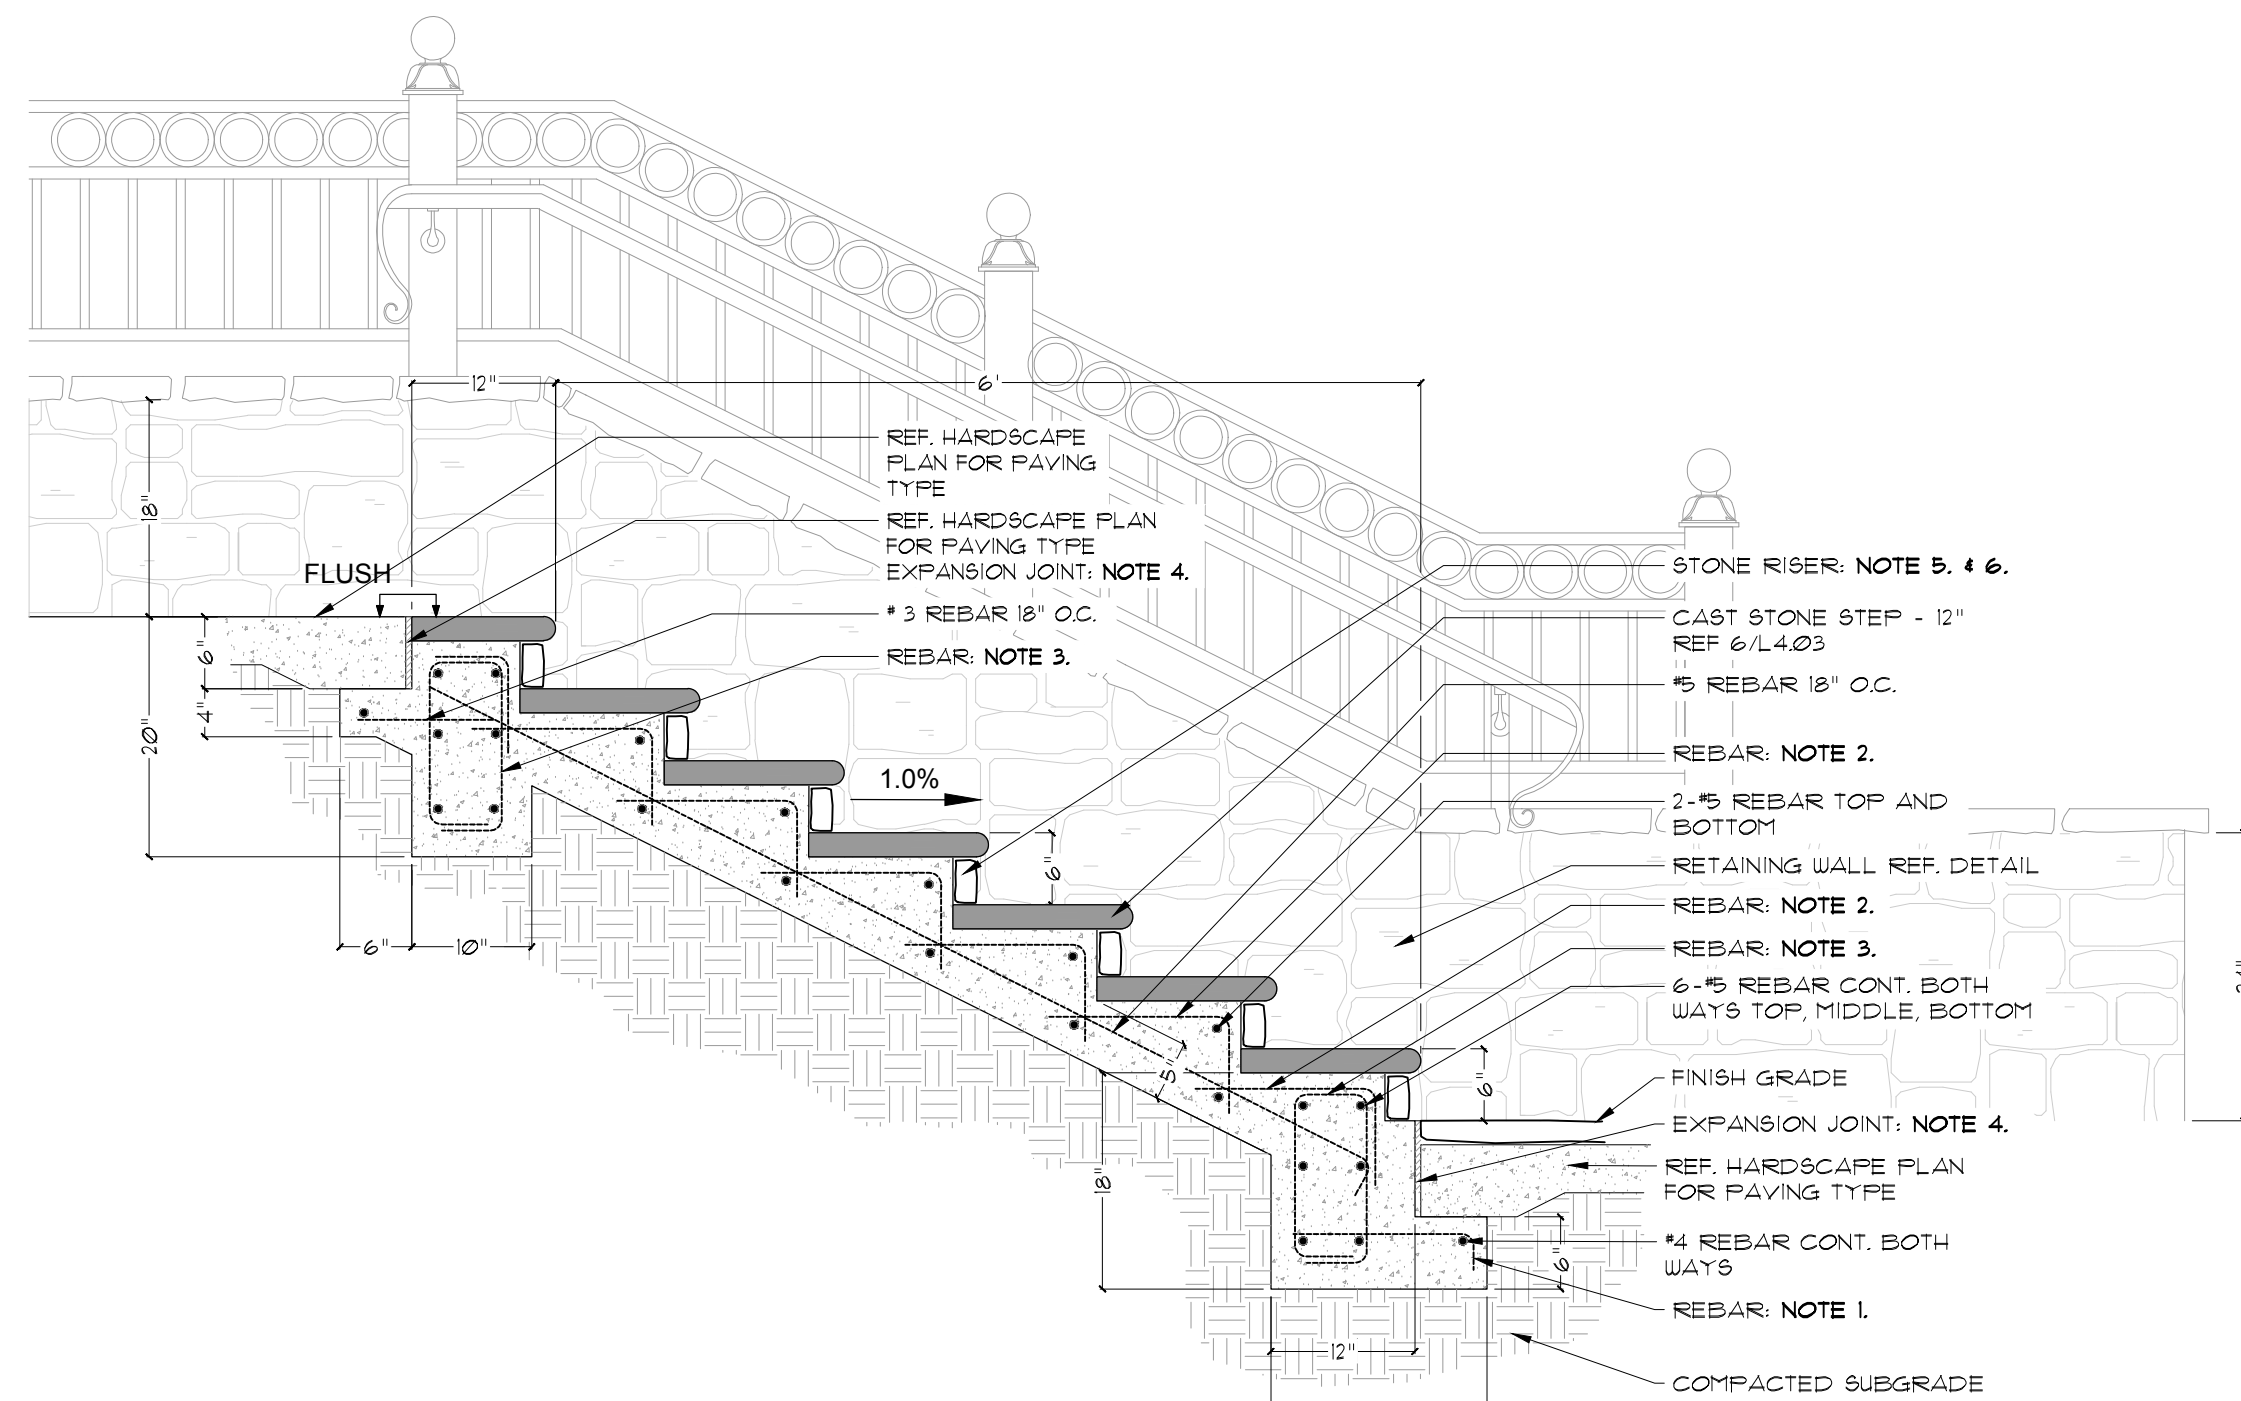 12"
6'
REF. HARDSCAPE
PLAN FOR PAVING
TYPE
REF. HARDSCAPE PLAN
FOR PAVING TYPE
EXPANSION JOINT: NOTE 4.
# 3 REBAR 18" O.C.
REBAR: NOTE 3.
18"
FLUSH
6"
4"
20"
6"
10"
1.0%
6"
5"
18"
6"
6"
12"
STONE RISER: NOTE 5. & 6.
CAST STONE STEP - 12"
REF 6/L4.03
#5 REBAR 18" O.C.
REBAR: NOTE 2.
2-#5 REBAR TOP AND
BOTTOM
RETAINING WALL REF. DETAIL
REBAR: NOTE 2.
REBAR: NOTE 3.
6-#5 REBAR CONT. BOTH
WAYS TOP, MIDDLE, BOTTOM
FINISH GRADE
EXPANSION JOINT: NOTE 4.
REF. HARDSCAPE PLAN
FOR PAVING TYPE
#4 REBAR CONT. BOTH
WAYS
REBAR: NOTE 1.
COMPACTED SUBGRADE